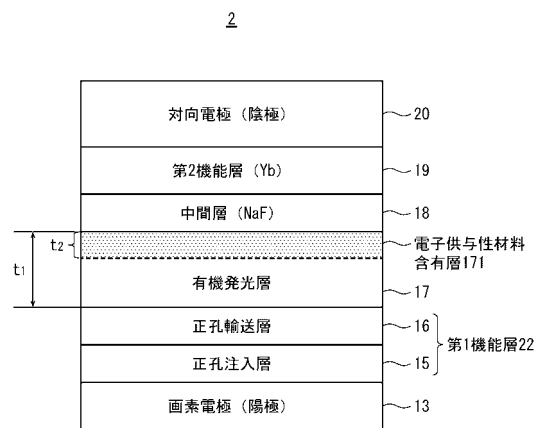 2
対向電極（陰極）
20
第2機能層（Yb）
19
中間層（NaF）
18
t2
電子供与性材料
含有層171
t1
有機発光層
17
正孔輸送層
16
第1機能層22
正孔注入層
15
画素電極（陽極）
13